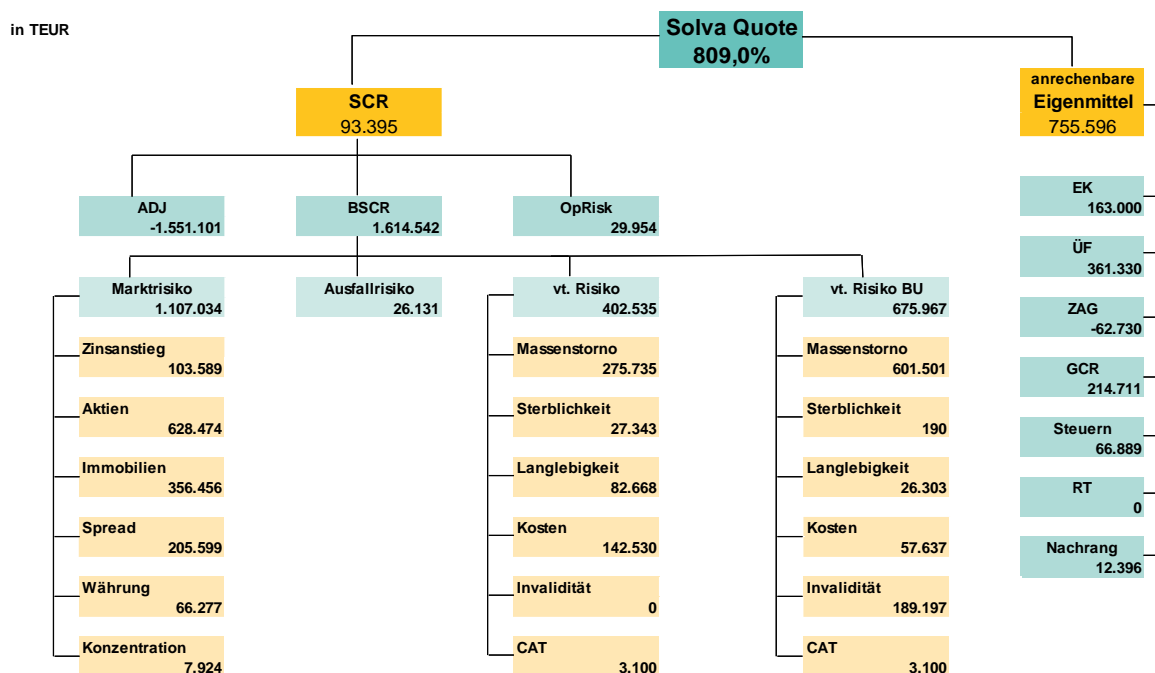 in TEUR
Solva Quote
809,0%
SCR
93.395
anrechenbare
Eigenmittel
755.596
ADJ
-1.551.101
BSCR
1.614.542
OpRisk
29.954
Marktrisiko
1.107.034
Ausfallrisiko
26.131
vt. Risiko
402.535
vt. Risiko BU
675.967
Zinsanstieg
103.589
Aktien
628.474
Immobilien
356.456
Spread
205.599
Währung
66.277
Konzentration
7.924
Massenstorno
275.735
Sterblichkeit
27.343
Langlebigkeit
82.668
Kosten
142.530
Invalidität
0
CAT
3.100
Massenstorno
601.501
Sterblichkeit
190
Langlebigkeit
26.303
Kosten
57.637
Invalidität
189.197
CAT
3.100
EK
163.000
ÜF
361.330
ZAG
-62.730
GCR
214.711
Steuern
66.889
RT
0
Nachrang
12.396